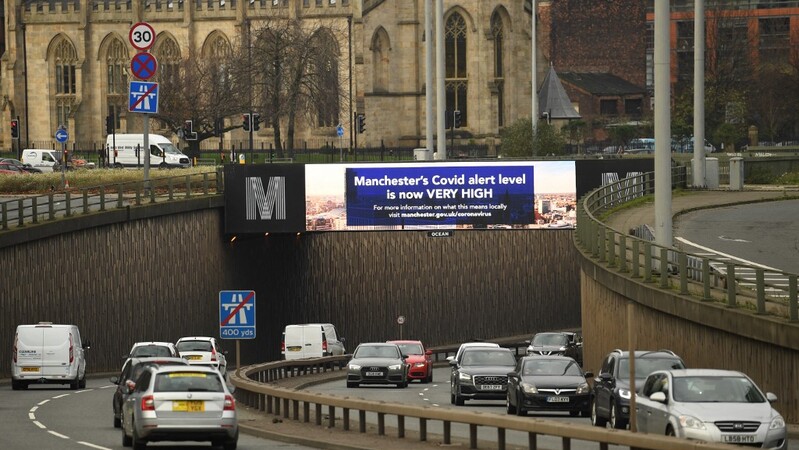 30
M
Manchester's Covid alert level
is now VERY HIGH
For more information on what this means locally
visit manchester.gov.uk/coronavirus
M
OCEAN
400 yds